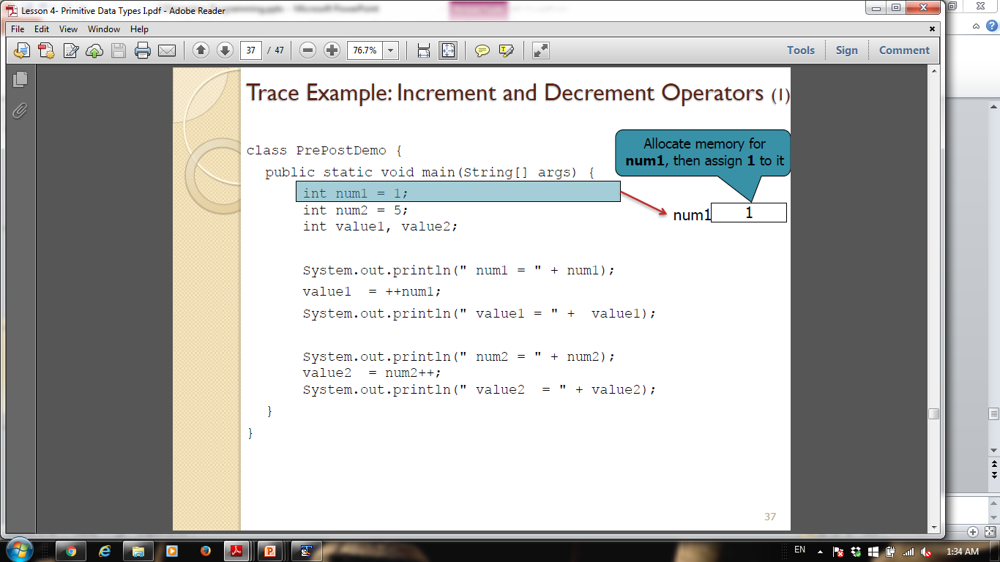 Lesson 4- Primitive Data Types I.pdf - Adobe Reader
File Edit View Window Help
37 / 47 76.7% Tools Sign Comment
Trace Example: Increment and Decrement Operators (1)
Allocate memory for
num1, then assign 1 to it
class PrePostDemo {
public static void main(String[] args) {
int num1 = 1;
num1 1
int num2 = 5;
int value1, value2;
System.out.println(" num1 = " + num1);
value1  = ++num1;
System.out.println(" value1 = " +  value1);
System.out.println(" num2 = " + num2);
value2  = num2++;
System.out.println(" value2  = " + value2);
}
}
37
EN 1:34 AM